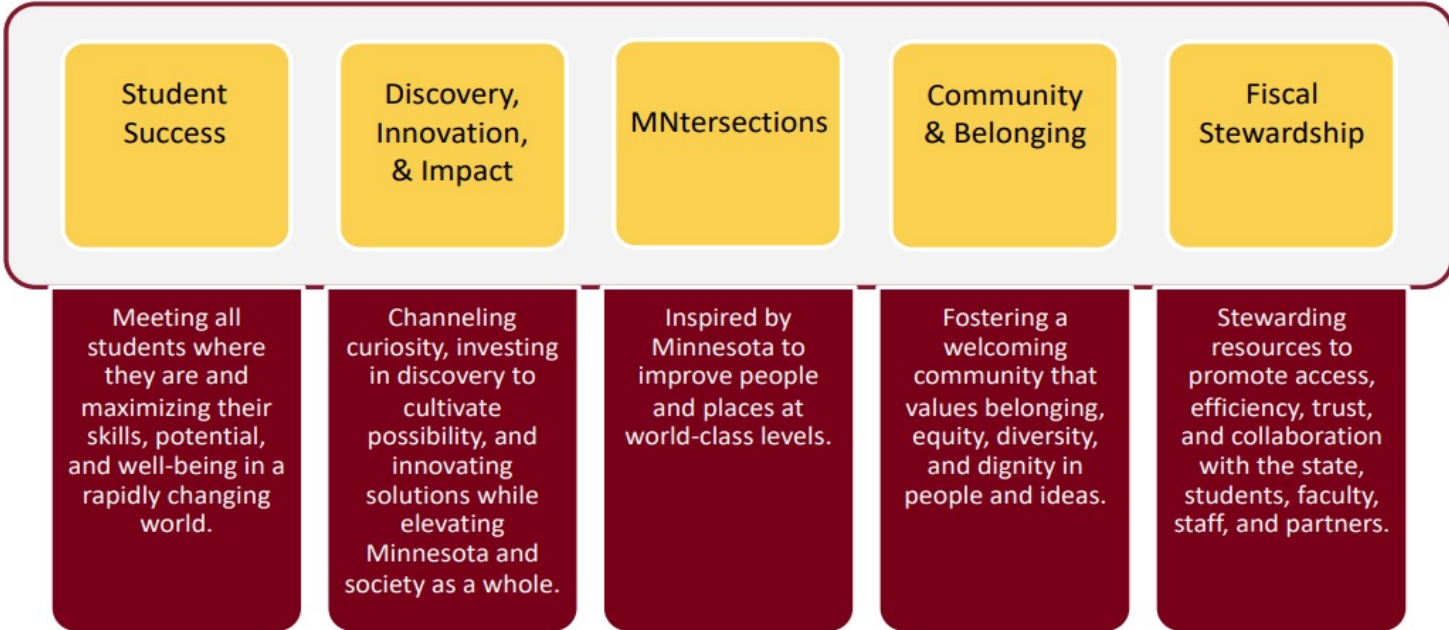 Student
Success
Discovery,
Innovation,
& Impact
MNtersections
Community
& Belonging
Fiscal
Stewardship
Meeting all
students where
they are and
maximizing their
skills, potential,
and well-being in a
rapidly changing
world.
Channeling
curiosity, investing
in discovery to
cultivate
possibility, and
innovating
solutions while
elevating
Minnesota and
society as a whole.
Inspired by
Minnesota to
improve people
and places at
world-class levels.
Fostering a
welcoming
community that
values belonging,
equity, diversity,
and dignity in
people and ideas.
Stewarding
resources to
promote access,
efficiency, trust,
and collaboration
with the state,
students, faculty,
staff, and partners.